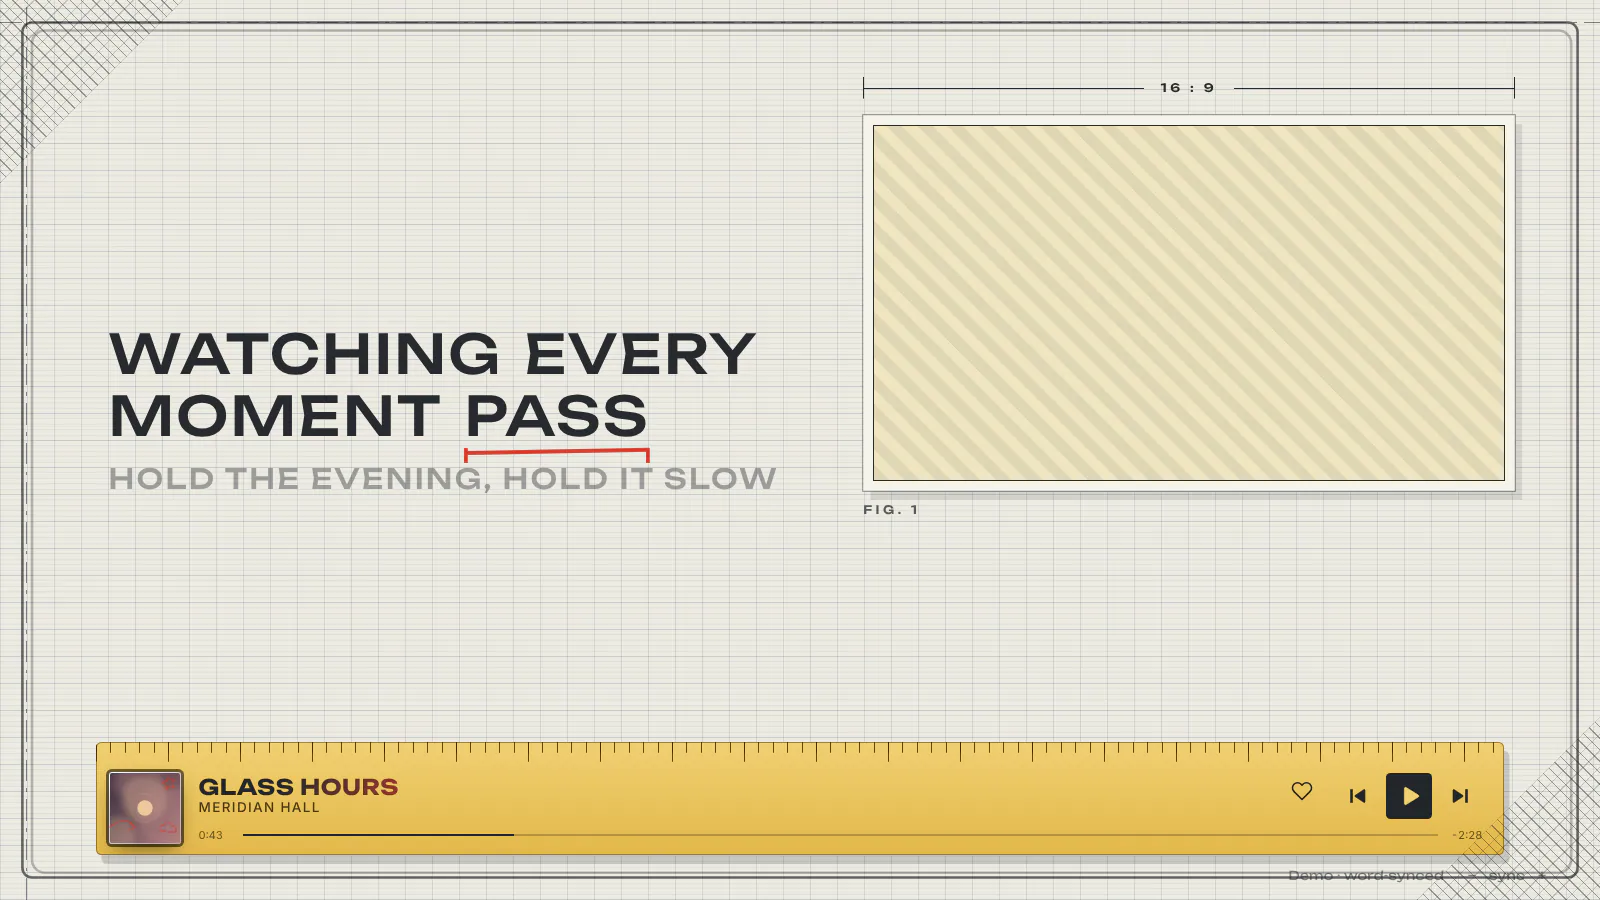 16 : 9
WATCHING EVERY
MOMENT PASS
HOLD THE EVENING, HOLD IT SLOW
FIG. 1
GLASS HOURS
MERIDIAN HALL
0:43
-2:28
Demo · word-synced − sync +